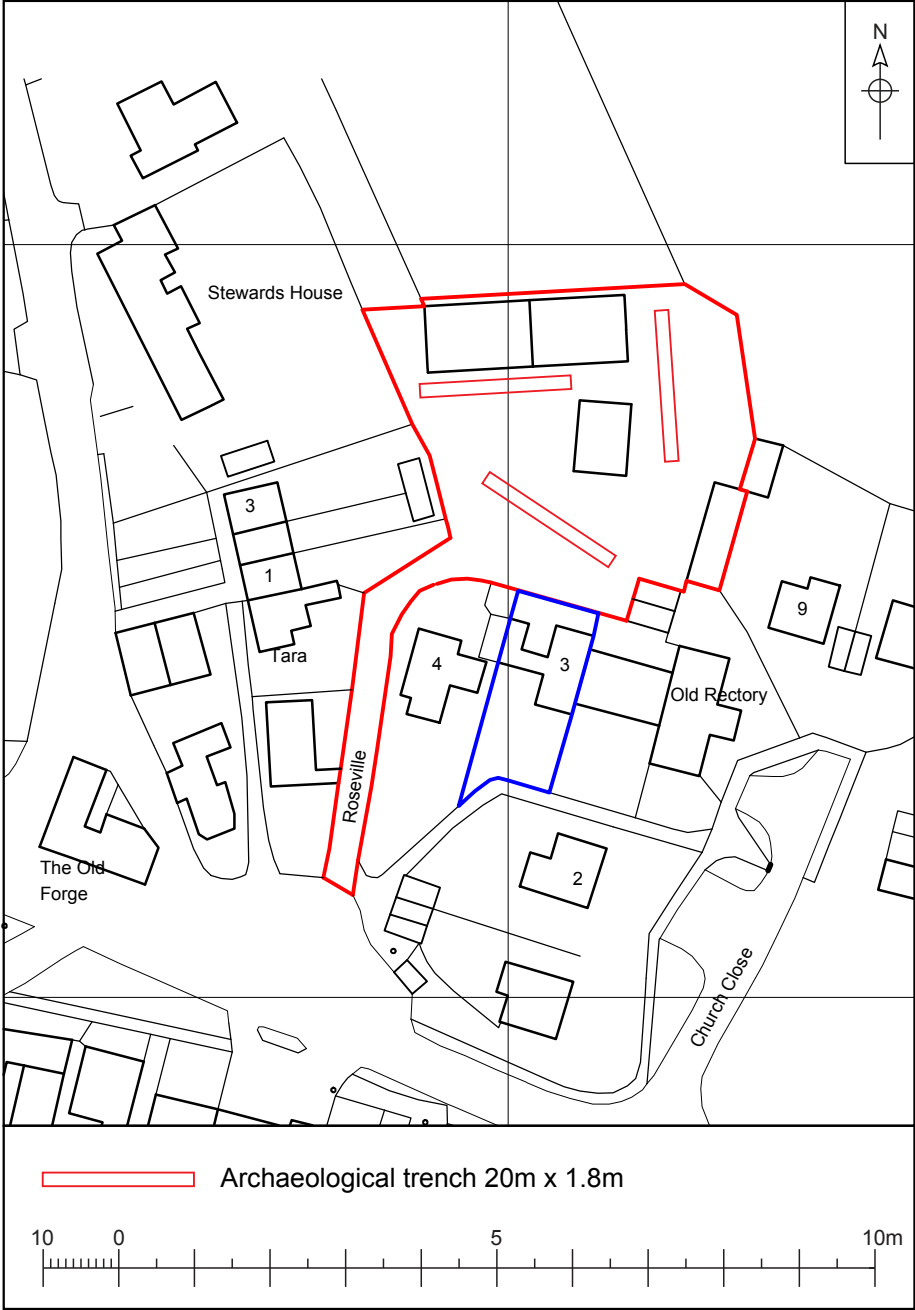 N
Stewards House
3
1
Tara
4
3
9
Old Rectory
Roseville
The Old
Forge
2
Church Close
Archaeological trench 20m x 1.8m
10 0 5 10m